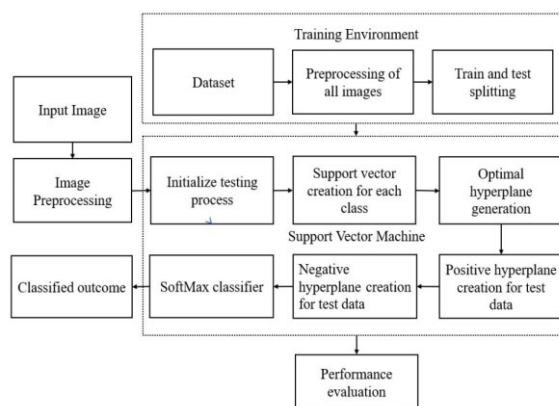 Training Environment
Dataset
Preprocessing of
all images
Train and test
splitting
Input Image
Image
Preprocessing
Initialize testing
process
Support vector
creation for each
class
Optimal
hyperplane
generation
Support Vector Machine
Classified outcome
SoftMax classifier
Negative
hyperplane creation
for test data
Positive hyperplane
creation for test
data
Performance
evaluation